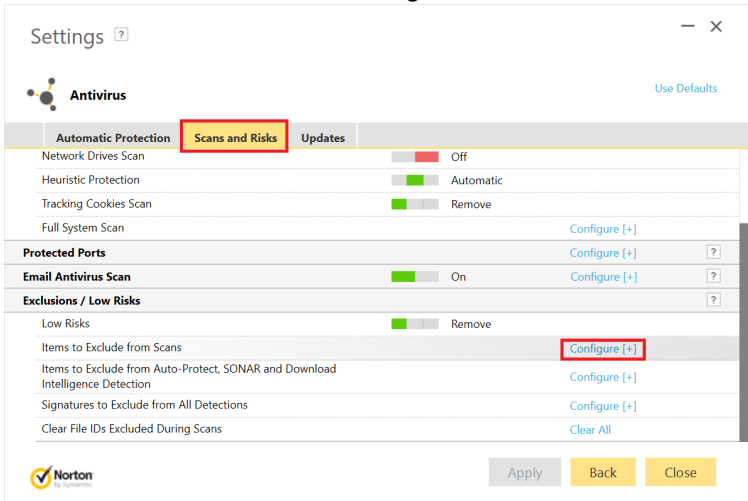 Settings ?
— ×
Antivirus
Use Defaults
Automatic Protection Scans and Risks Updates
Network Drives Scan Off
Heuristic Protection Automatic
Tracking Cookies Scan Remove
Full System Scan Configure [+]
Protected Ports Configure [+] ?
Email Antivirus Scan On Configure [+] ?
Exclusions / Low Risks ?
Low Risks Remove
Items to Exclude from Scans Configure [+]
Items to Exclude from Auto-Protect, SONAR and Download
Intelligence Detection Configure [+]
Signatures to Exclude from All Detections Configure [+]
Clear File IDs Excluded During Scans Clear All
Norton
by Symantec
Apply Back Close